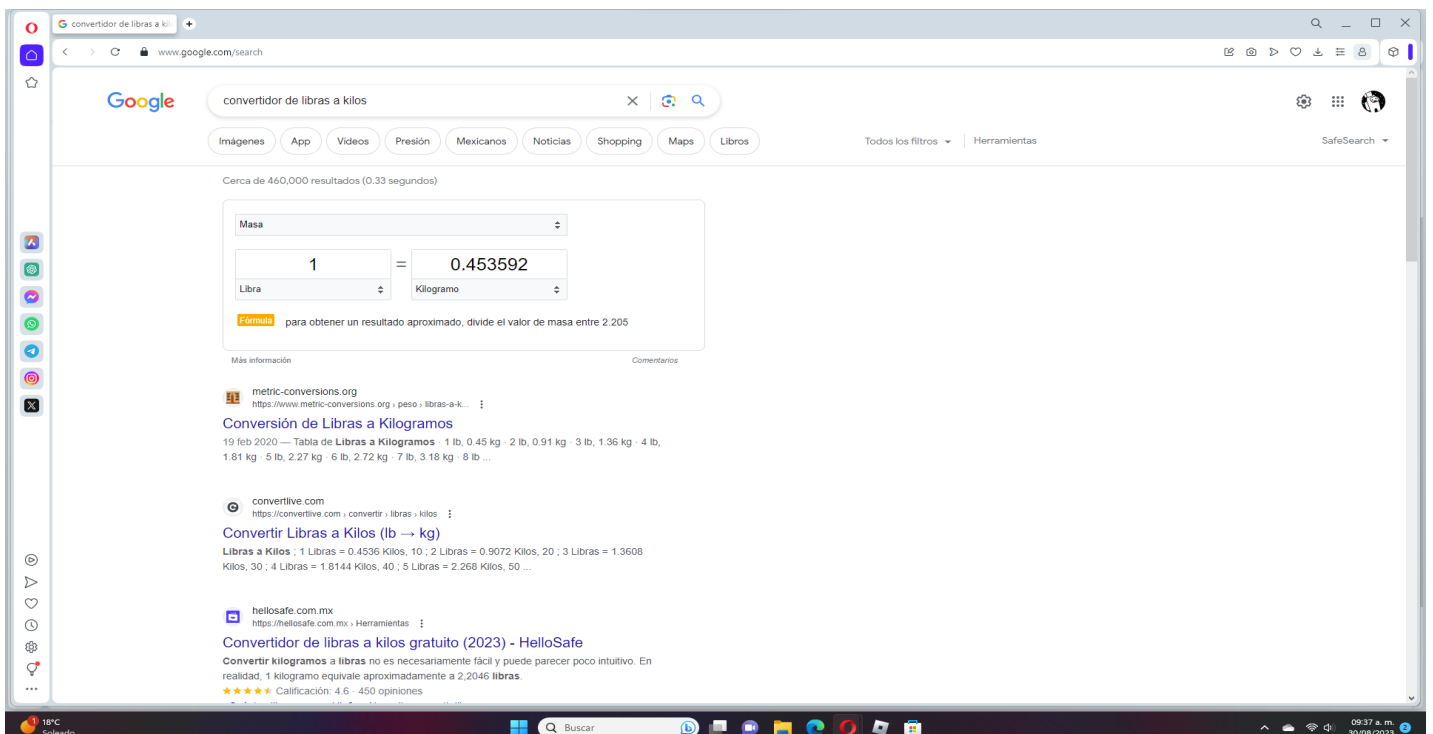 convertidor de libras a kil
www.google.com/search
Google
convertidor de libras a kilos
Imágenes App Videos Presión Mexicanos Noticias Shopping Maps Libros
Todos los filtros Herramientas
SafeSearch
Cerca de 460,000 resultados (0.33 segundos)
Masa
1 = 0.453592
Libra Kilogramo
Fórmula para obtener un resultado aproximado, divide el valor de masa entre 2.205
Más información Comentarios
metric-conversions.org
https://www.metric-conversions.org › peso › libras-a-k...
Conversión de Libras a Kilogramos
19 feb 2020 — Tabla de Libras a Kilogramos · 1 lb, 0.45 kg · 2 lb, 0.91 kg · 3 lb, 1.36 kg · 4 lb,
1.81 kg · 5 lb, 2.27 kg · 6 lb, 2.72 kg · 7 lb, 3.18 kg · 8 lb ...
convertlive.com
https://convertlive.com › convertir › libras › kilos
Convertir Libras a Kilos (lb → kg)
Libras a Kilos ; 1 Libras = 0.4536 Kilos, 10 ; 2 Libras = 0.9072 Kilos, 20 ; 3 Libras = 1.3608
Kilos, 30 ; 4 Libras = 1.8144 Kilos, 40 ; 5 Libras = 2.268 Kilos, 50 ...
hellosafe.com.mx
https://hellosafe.com.mx › Herramientas
Convertidor de libras a kilos gratuito (2023) - HelloSafe
Convertir kilogramos a libras no es necesariamente fácil y puede parecer poco intuitivo. En
realidad, 1 kilogramo equivale aproximadamente a 2,2046 libras.
Calificación: 4.6 · 450 opiniones
1 18°C
Soleado
Buscar
09:37 a. m.
30/08/2023
2